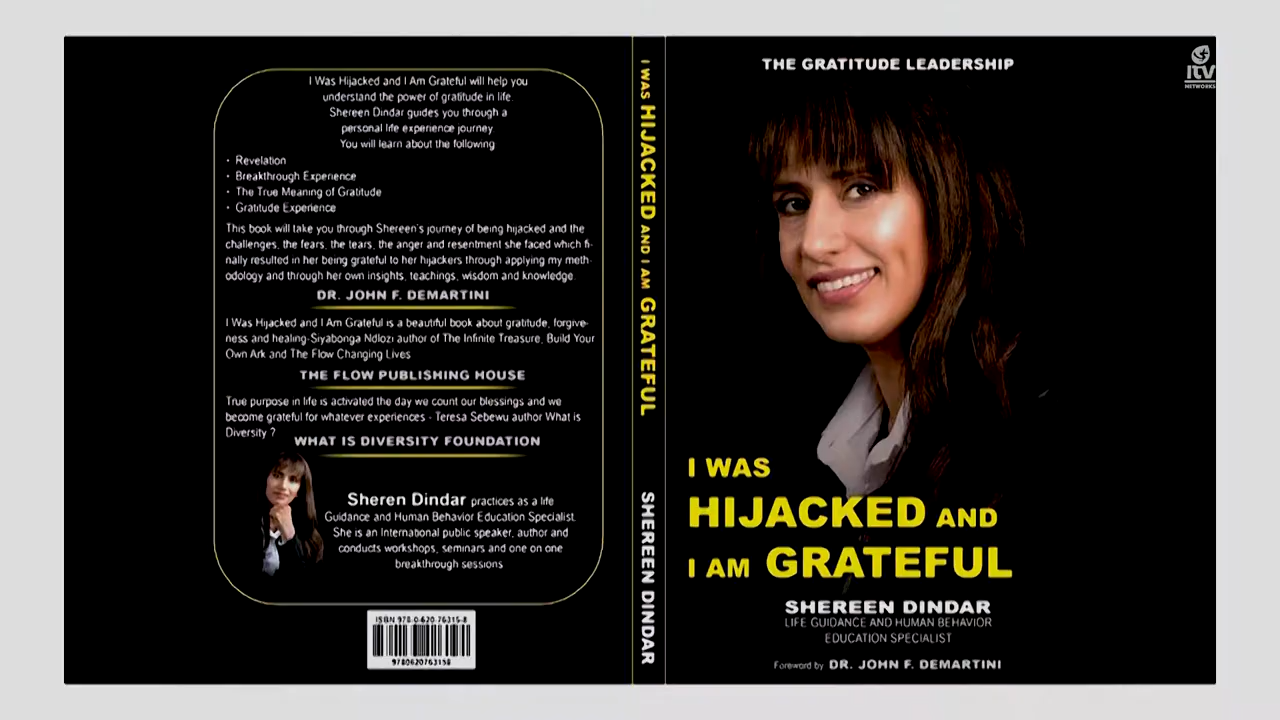 I Was Hijacked and I Am Grateful will help you
understand the power of gratitude in life.
Shereen Dindar guides you through a
personal life experience journey
You will learn about the following
· Revelation
· Breakthrough Experience
· The True Meaning of Gratitude
· Gratitude Experience
This book will take you through Shereen's journey of being hijacked and the
challenges, the fears, the tears, the anger and resentment she faced which fi-
nally resulted in her being grateful to her hijackers through applying my meth-
odology and through her own insights, teachings, wisdom and knowledge.
DR. JOHN F. DEMARTINI
I Was Hijacked and I Am Grateful is a beautiful book about gratitude, forgive-
ness and healing-Siyabonga Ndlozi author of The Infinite Treasure, Build Your
Own Ark and The Flow Changing Lives
THE FLOW PUBLISHING HOUSE
True purpose in life is activated the day we count our blessings and we
become grateful for whatever experiences - Teresa Sebewu author What is
Diversity ?
WHAT IS DIVERSITY FOUNDATION
Sheren Dindar practices as a life
Guidance and Human Behavior Education Specialist.
She is an International public speaker, author and
conducts workshops, seminars and one on one
breakthrough sessions
ISBN 978-0-620-76315-8
9780620763158
I WAS HIJACKED AND I AM GRATEFUL
SHEREEN DINDAR
THE GRATITUDE LEADERSHIP
ITV
NETWORKS
I WAS
HIJACKED AND
I AM GRATEFUL
SHEREEN DINDAR
LIFE GUIDANCE AND HUMAN BEHAVIOR
EDUCATION SPECIALIST
Foreword by DR. JOHN F. DEMARTINI